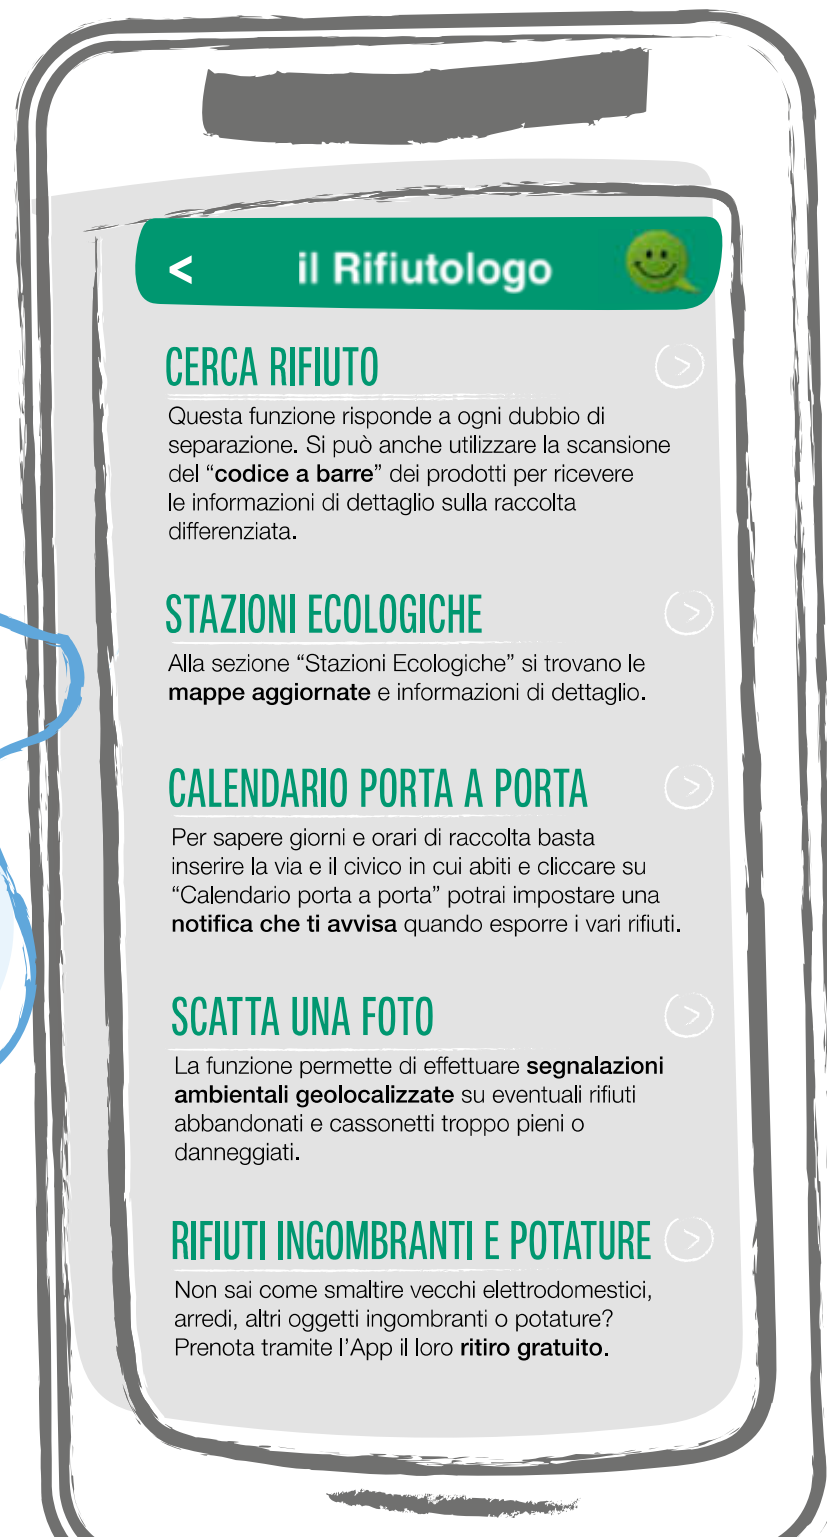 < il Rifiutologo
CERCA RIFIUTO >
Questa funzione risponde a ogni dubbio di
separazione. Si può anche utilizzare la scansione
del “codice a barre” dei prodotti per ricevere
le informazioni di dettaglio sulla raccolta
differenziata.
STAZIONI ECOLOGICHE >
Alla sezione “Stazioni Ecologiche” si trovano le
mappe aggiornate e informazioni di dettaglio.
CALENDARIO PORTA A PORTA >
Per sapere giorni e orari di raccolta basta
inserire la via e il civico in cui abiti e cliccare su
“Calendario porta a porta” potrai impostare una
notifica che ti avvisa quando esporre i vari rifiuti.
SCATTA UNA FOTO >
La funzione permette di effettuare segnalazioni
ambientali geolocalizzate su eventuali rifiuti
abbandonati e cassonetti troppo pieni o
danneggiati.
RIFIUTI INGOMBRANTI E POTATURE >
Non sai come smaltire vecchi elettrodomestici,
arredi, altri oggetti ingombranti o potature?
Prenota tramite l’App il loro ritiro gratuito.